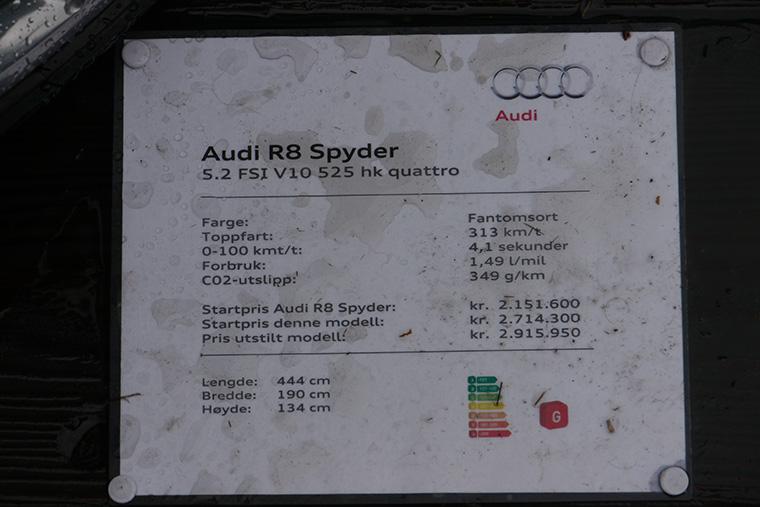 Audi
Audi R8 Spyder
5.2 FSI V10 525 hk quattro
Farge: Fantomsort
Toppfart: 313 km/t
0-100 kmt/t: 4,1 sekunder
Forbruk: 1,49 l/mil
C02-utslipp: 349 g/km
Startpris Audi R8 Spyder: kr. 2.151.600
Startpris denne modell: kr. 2.714.300
Pris utstilt modell: kr. 2.915.950
Lengde: 444 cm
Bredde: 190 cm
Høyde: 134 cm
G